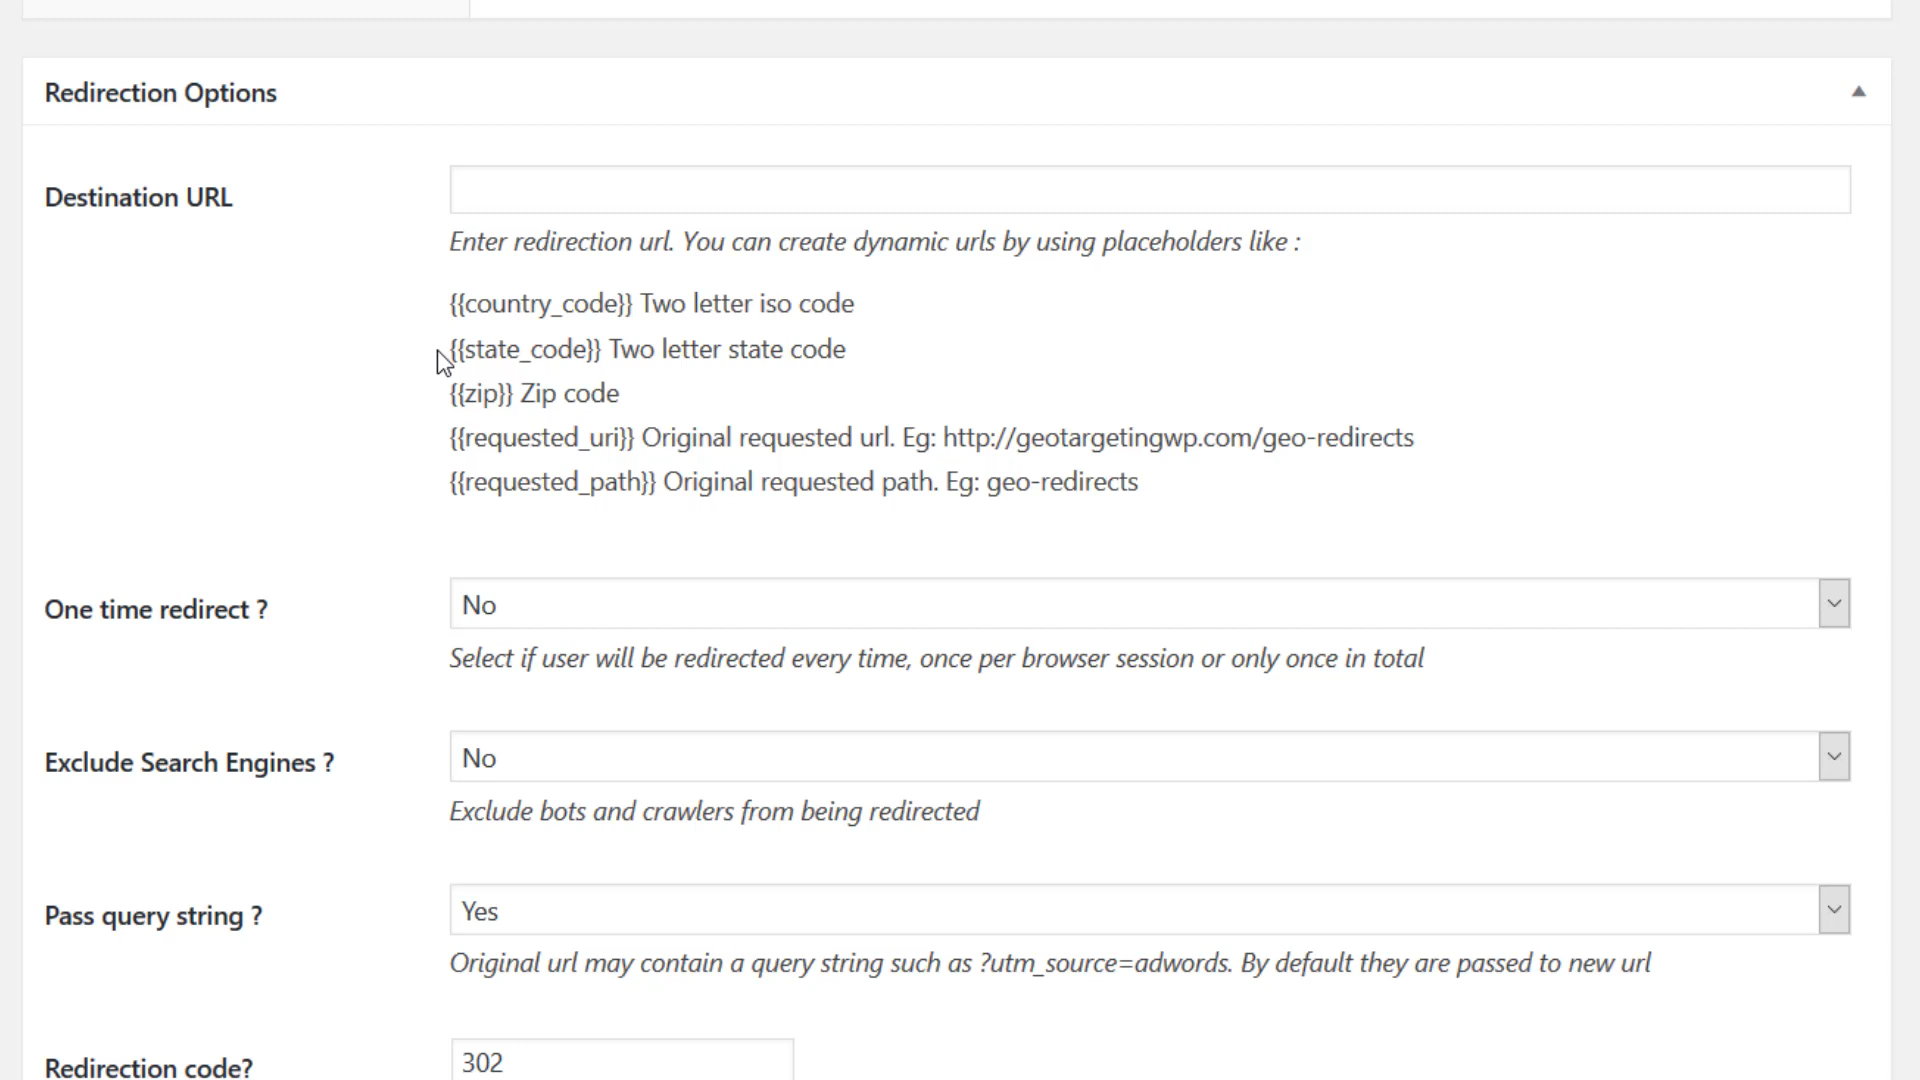 Redirection Options
Destination URL
Enter redirection url. You can create dynamic urls by using placeholders like :
{{country_code}} Two letter iso code
{{state_code}} Two letter state code
{{zip}} Zip code
{{requested_uri}} Original requested url. Eg: http://geotargetingwp.com/geo-redirects
{{requested_path}} Original requested path. Eg: geo-redirects
One time redirect ?
No
Select if user will be redirected every time, once per browser session or only once in total
Exclude Search Engines ?
No
Exclude bots and crawlers from being redirected
Pass query string ?
Yes
Original url may contain a query string such as ?utm_source=adwords. By default they are passed to new url
Redirection code?
302